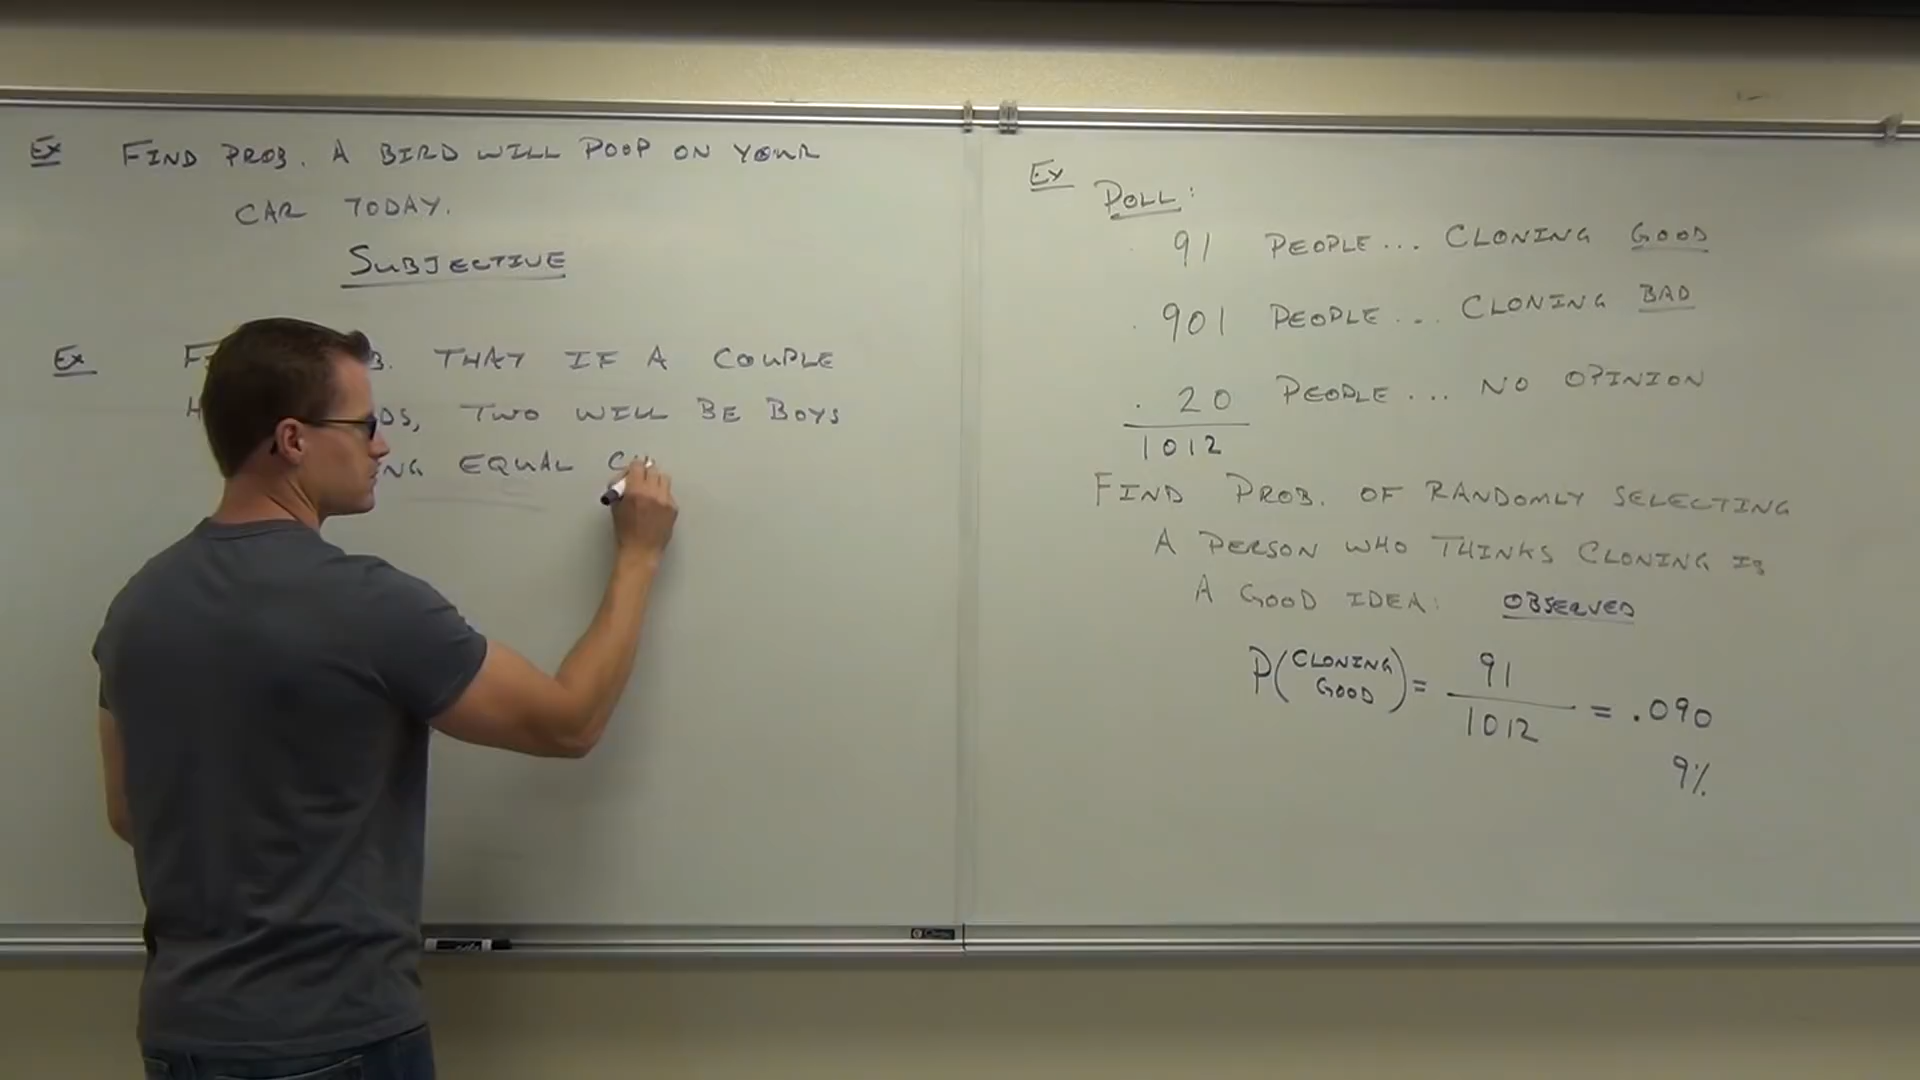 Ex FIND PROB. A BIRD WILL POOP ON YOUR
CAR TODAY.
SUBJECTIVE
Ex THAT IF A COUPLE
TWO WILL BE BOYS
EQUAL
Ex POLL:
91 PEOPLE... CLONING GOOD
901 PEOPLE... CLONING BAD
20 PEOPLE... NO OPINION
1012
FIND PROB. OF RANDOMLY SELECTING
A PERSON WHO THINKS CLONING IS
A GOOD IDEA: OBSERVED
P(CLONING GOOD) = 91/1012 = .090
9%